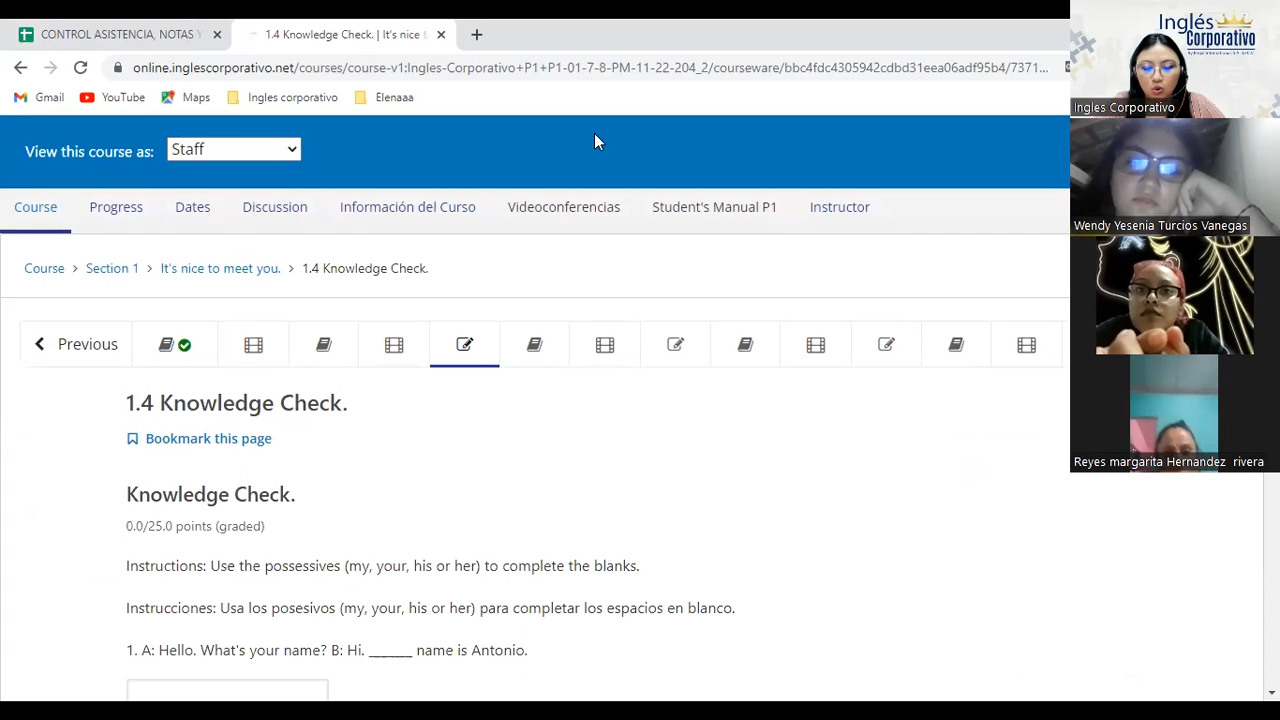 CONTROL ASISTENCIA, NOTAS Y
1.4 Knowledge Check. | It's nice t
online.inglescorporativo.net/courses/course-v1:Ingles-Corporativo+P1+P1-01-7-8-PM-11-22-204_2/courseware/bbc5fdc4305942cdbd31eea06adf95b4/7371...
Gmail
YouTube
Maps
Ingles corporativo
Elenaaa
View this course as:
Staff
Course
Progress
Dates
Discussion
Información del Curso
Videoconferencias
Student's Manual P1
Instructor
Course > Section 1 > It's nice to meet you. > 1.4 Knowledge Check.
Previous
1.4 Knowledge Check.
Bookmark this page
Knowledge Check.
0.0/25.0 points (graded)
Instructions: Use the possessives (my, your, his or her) to complete the blanks.
Instrucciones: Usa los posesivos (my, your, his or her) para completar los espacios en blanco.
1. A: Hello. What's your name? B: Hi. _______ name is Antonio.
Inglés
Corporativo
Ingles Corporativo
Wendy Yesenia Turcios Vanegas
Reyes margarita Hernandez rivera